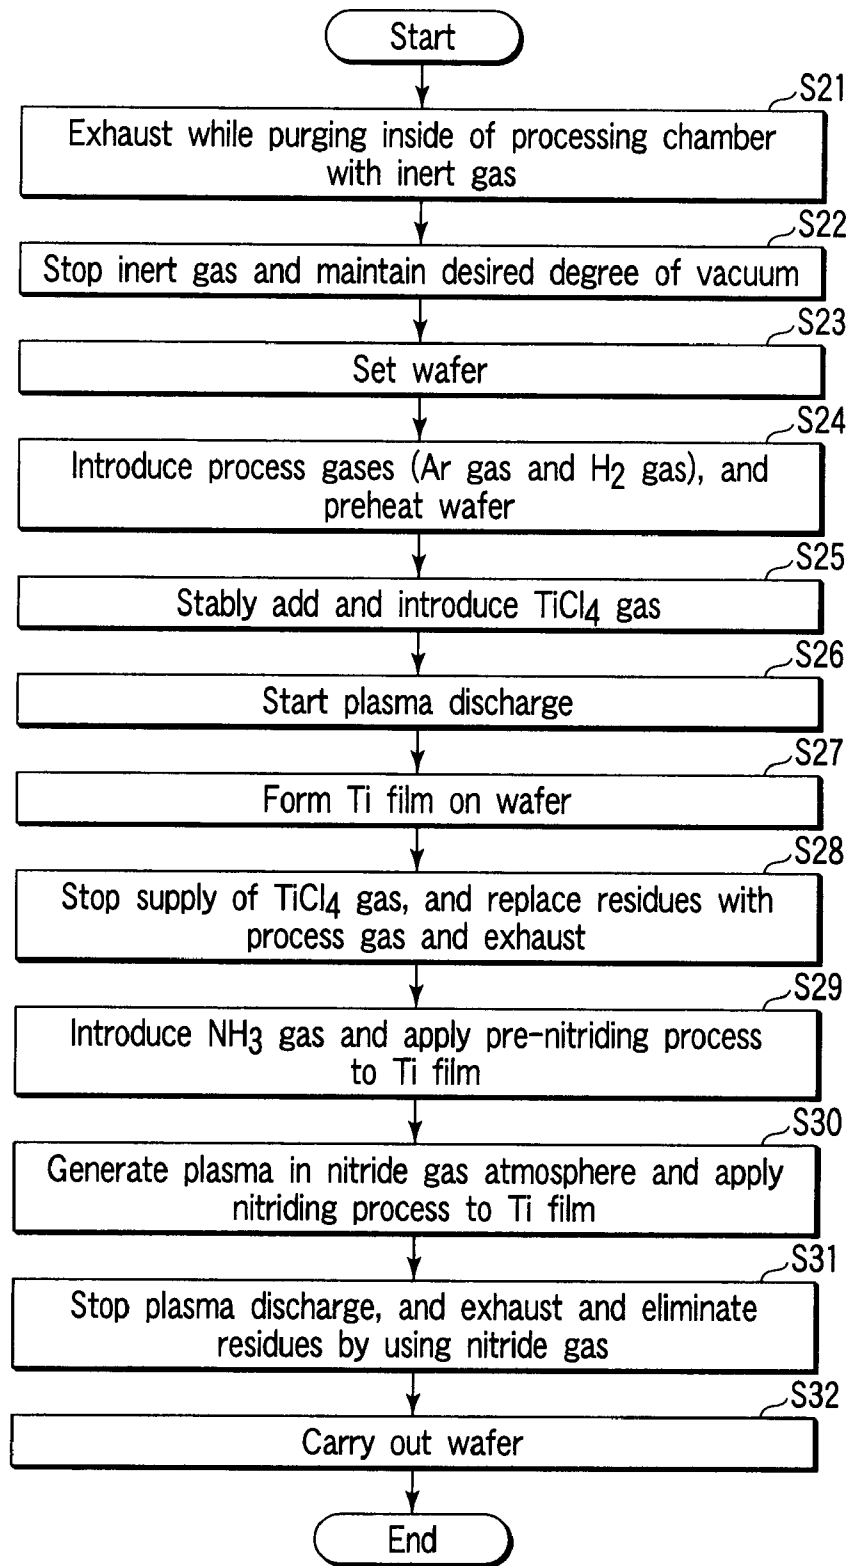 Start
S21
Exhaust while purging inside of processing chamber
with inert gas
S22
Stop inert gas and maintain desired degree of vacuum
S23
Set wafer
S24
Introduce process gases (Ar gas and H2 gas), and
preheat wafer
S25
Stably add and introduce TiCl4 gas
S26
Start plasma discharge
S27
Form Ti film on wafer
S28
Stop supply of TiCl4 gas, and replace residues with
process gas and exhaust
S29
Introduce NH3 gas and apply pre-nitriding process
to Ti film
S30
Generate plasma in nitride gas atmosphere and apply
nitriding process to Ti film
S31
Stop plasma discharge, and exhaust and eliminate
residues by using nitride gas
S32
Carry out wafer
End